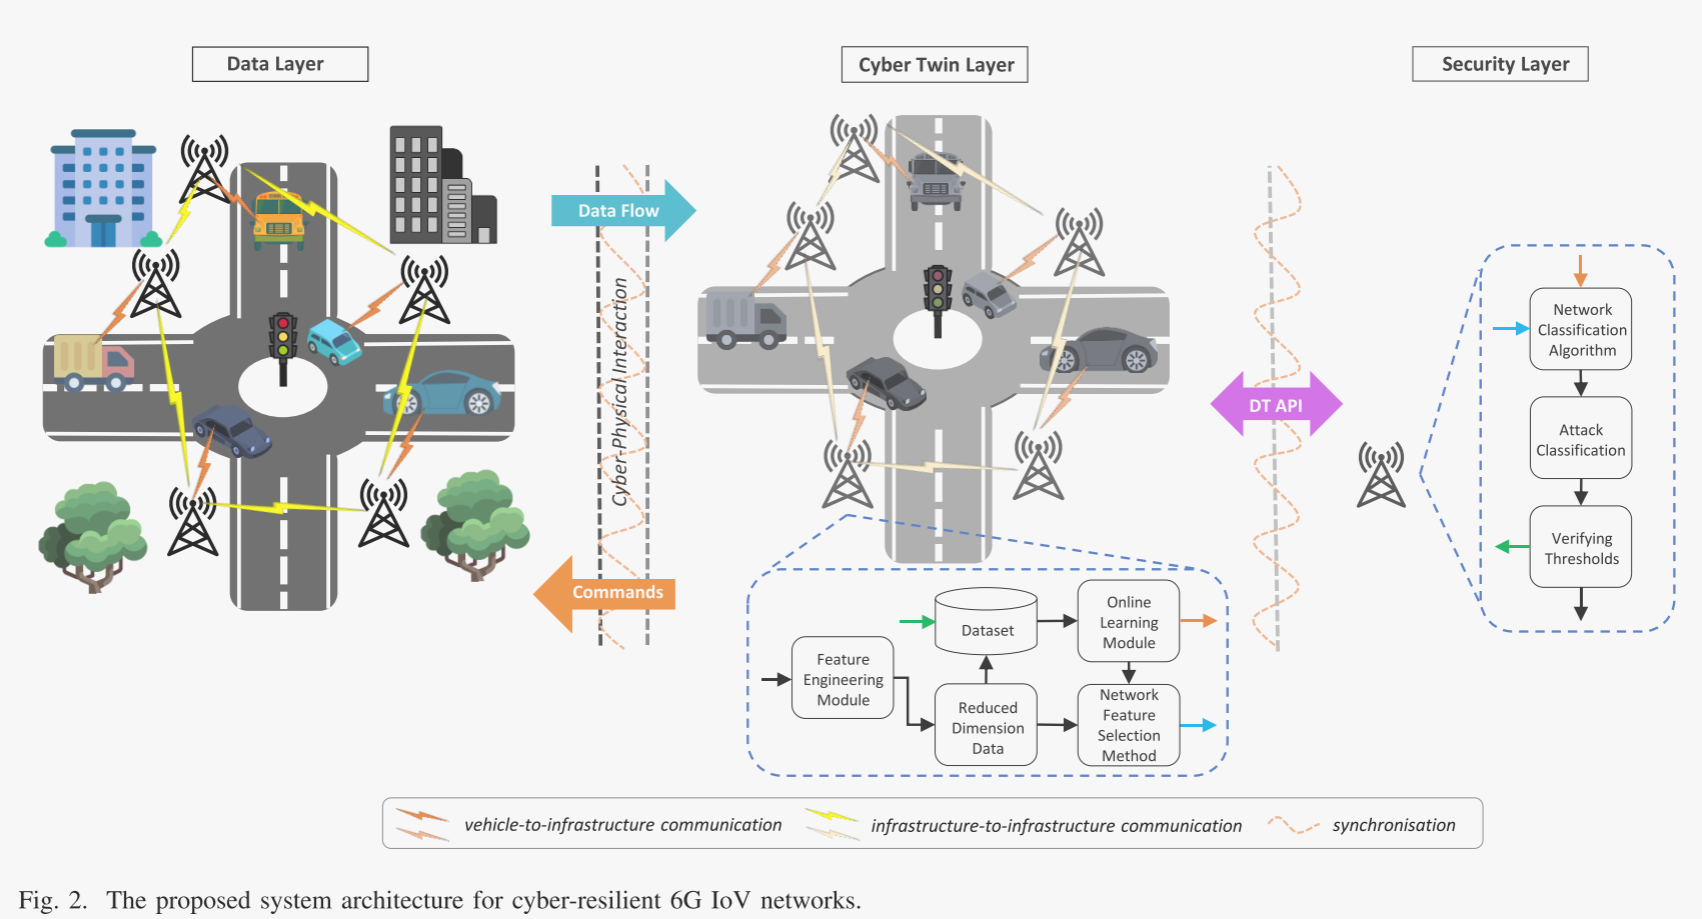 Data Layer
Cyber Twin Layer
Security Layer
Data Flow
Cyber-Physical Interaction
Commands
DT API
Network
Classification
Algorithm
Attack
Classification
Verifying
Thresholds
Feature
Engineering
Module
Dataset
Reduced
Dimension
Data
Online
Learning
Module
Network
Feature
Selection
Method
vehicle-to-infrastructure communication
infrastructure-to-infrastructure communication
synchronisation
Fig. 2. The proposed system architecture for cyber-resilient 6G IoV networks.